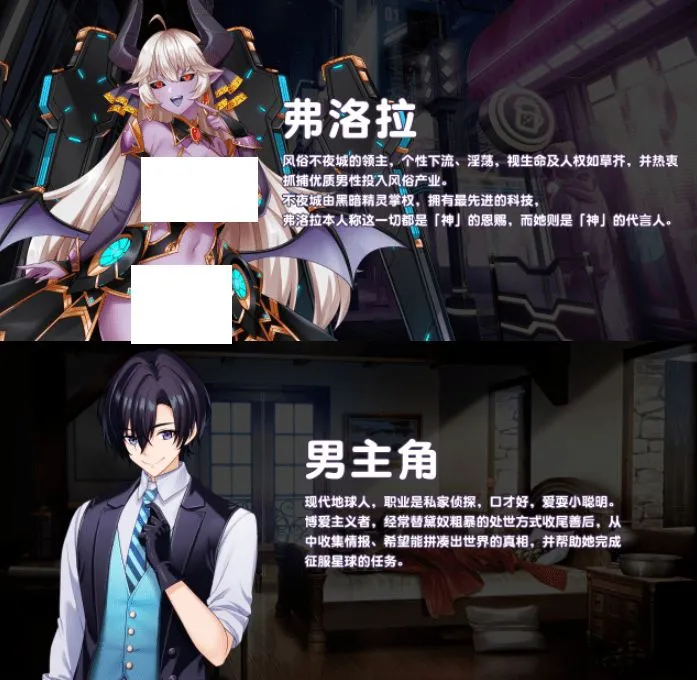 弗洛拉
风俗不夜城的领主，个性下流、淫荡，视生命及人权如草芥，并热衷
抓捕优质男性投入风俗产业。
不夜城由黑暗精灵掌权，拥有最先进的科技，
弗洛拉本人称这一切都是「神」的恩赐，而她则是「神」的代言人。
男主角
现代地球人，职业是私家侦探，口才好，爱耍小聪明。
博爱主义者，经常替黛奴粗暴的处世方式收尾善后，从
中收集情报、希望能拼凑出世界的真相，并帮助她完成
征服星球的任务。